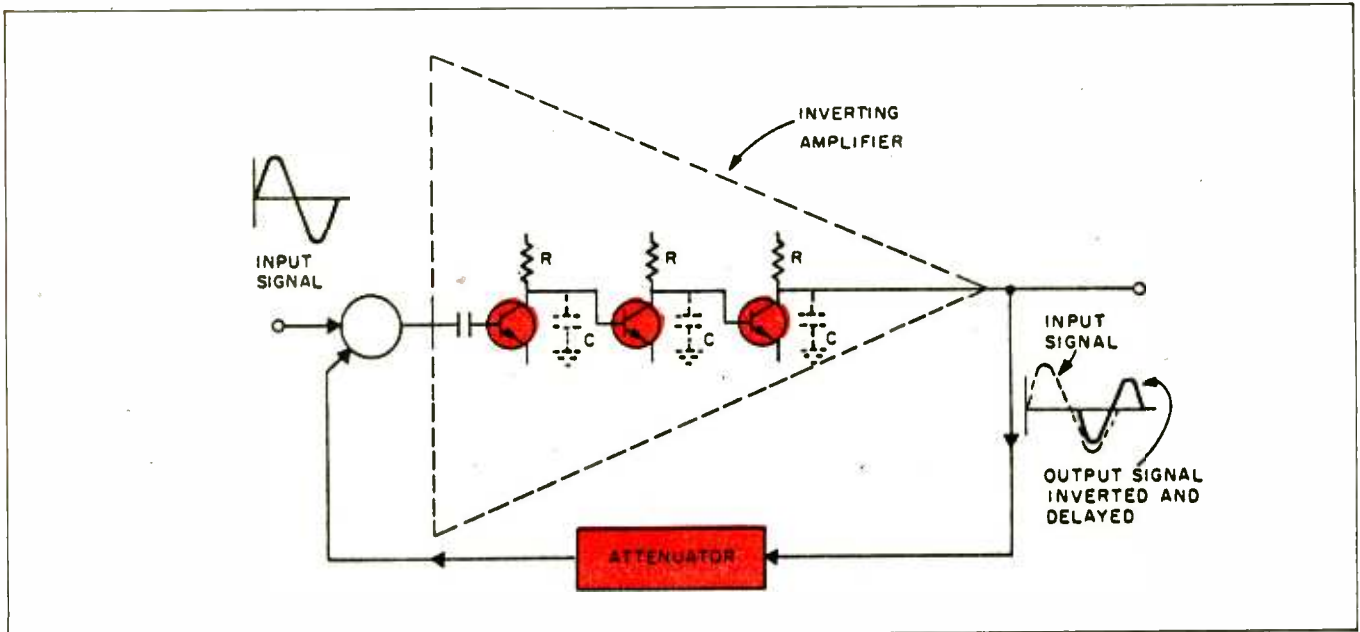 INVERTING
AMPLIFIER
INPUT
SIGNAL
R
R
R
C
C
C
INPUT
SIGNAL
OUTPUT SIGNAL
INVERTED AND
DELAYED
ATTENUATOR